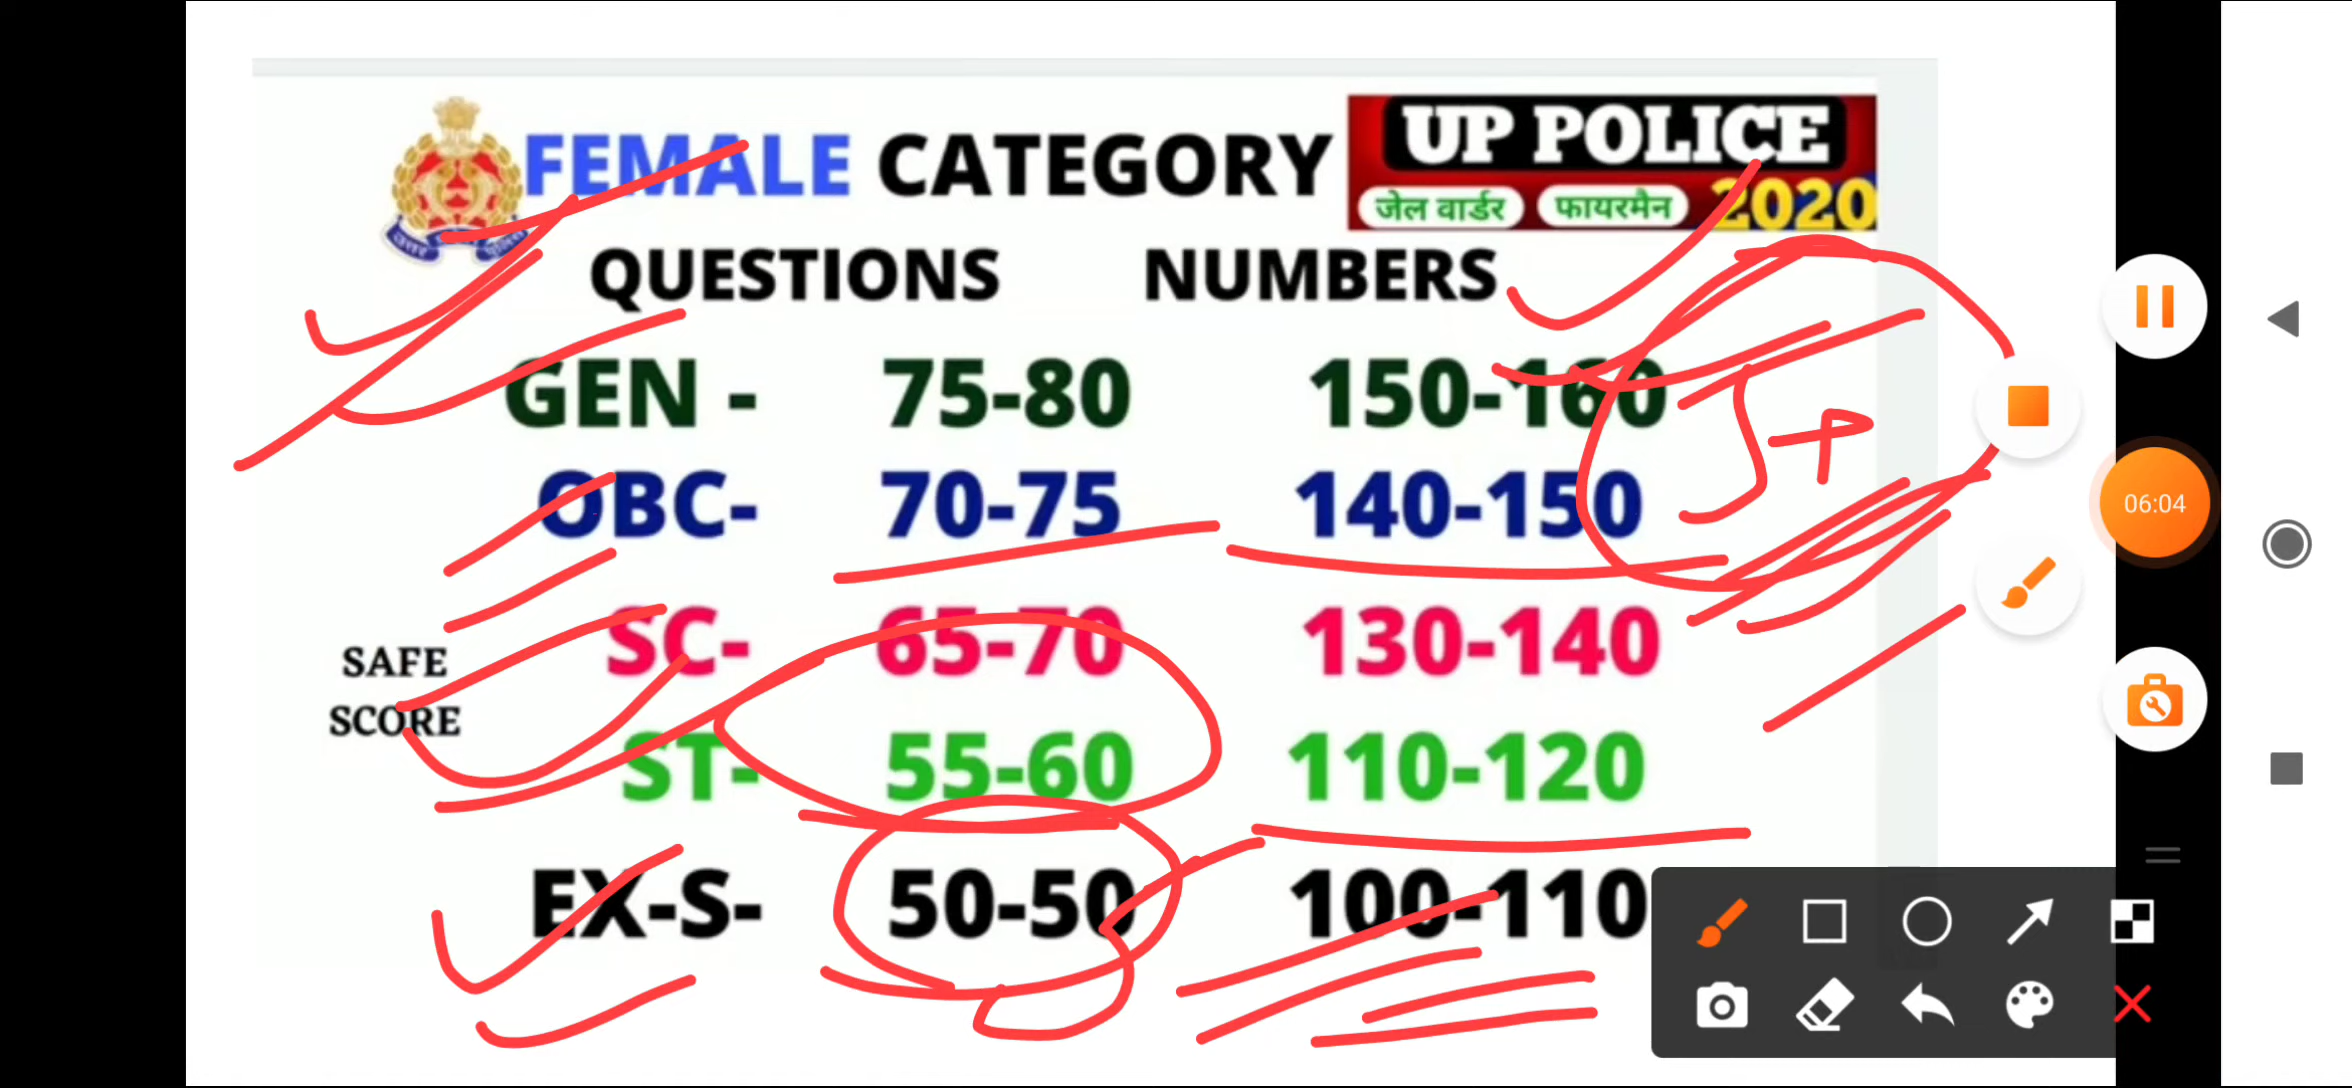 FEMALE CATEGORY
UP POLICE
जेल वार्डर फायरमैन 2020
QUESTIONS NUMBERS
GEN - 75-80 150-160
OBC- 70-75 140-150
SC- 65-70 130-140
SAFE
SCORE
ST- 55-60 110-120
EX-S- 50-50 100-110
06:04